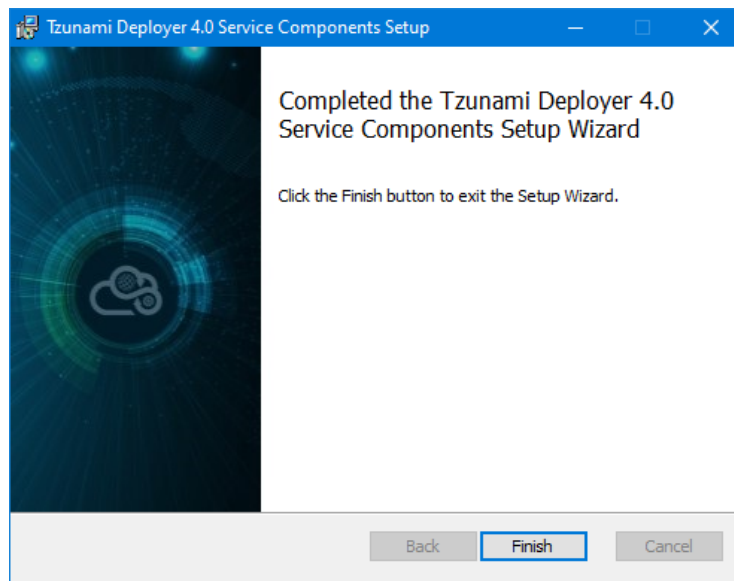 Tzunami Deployer 4.0 Service Components Setup
Completed the Tzunami Deployer 4.0
Service Components Setup Wizard
Click the Finish button to exit the Setup Wizard.
Back
Finish
Cancel